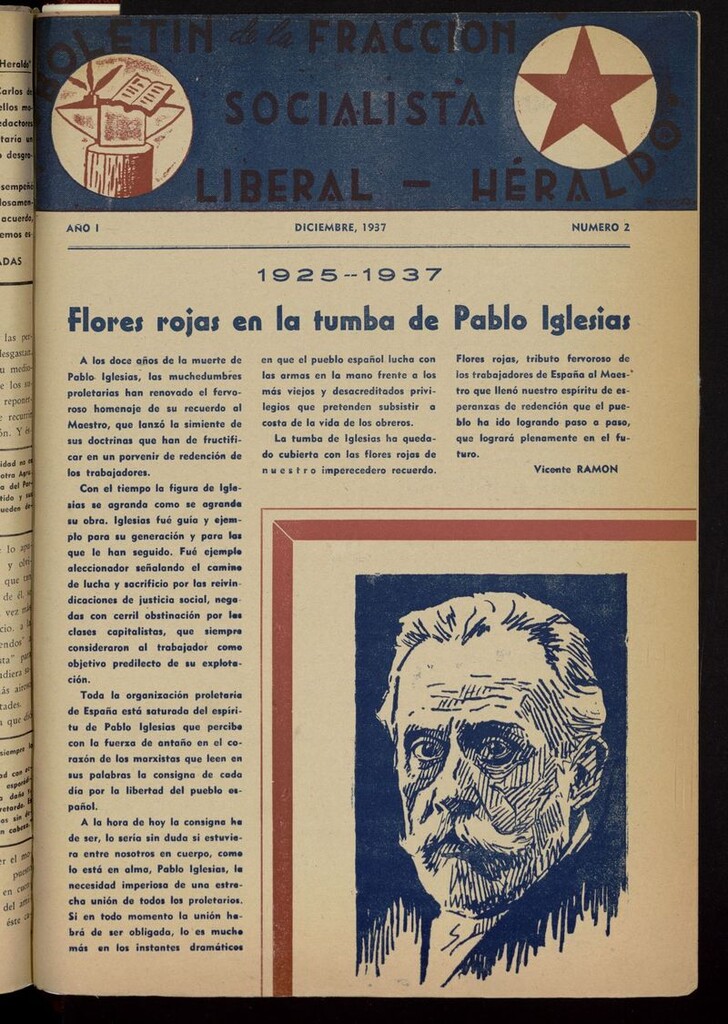 BOLETIN de la FRACCION
SOCIALISTA
LIBERAL - HÉRALDO
AÑO I
DICIEMBRE, 1937
NUMERO 2
1925--1937
Flores rojas en la tumba de Pablo Iglesias
A los doce años de la muerte de
Pablo Iglesias, las muchedumbres
proletarias han renovado el fervo-
roso homenaje de su recuerdo al
Maestro, que lanzó la simiente de
sus doctrinas que han de fructifi-
car en un porvenir de redención de
los trabajadores.
Con el tiempo la figura de Igle-
sias se agranda como se agranda
su obra. Iglesias fué guía y ejem-
plo para su generación y para las
que le han seguido. Fué ejemplo
aleccionador señalando el camino
de lucha y sacrificio por las reivin-
dicaciones de justicia social, nega-
das con cerril obstinación por las
clases capitalistas, que siempre
consideraron al trabajador como
objetivo predilecto de su explota-
ción.
Toda la organización proletaria
de España está saturada del espíri-
tu de Pablo Iglesias que percibe
con la fuerza de antaño en el co-
razón de los marxistas que leen en
sus palabras la consigna de cada
día por la libertad del pueblo es-
pañol.
A la hora de hoy la consigna ha
de ser, lo sería sin duda si estuvie-
ra entre nosotros en cuerpo, como
lo está en alma, Pablo Iglesias, la
necesidad imperiosa de una estre-
cha unión de todos los proletarios.
Si en todo momento la unión ha-
brá de ser obligada, lo es mucho
más en los instantes dramáticos
en que el pueblo español lucha con
las armas en la mano frente a los
más viejos y desacreditados privi-
legios que pretenden subsistir a
costa de la vida de los obreros.
La tumba de Iglesias ha queda-
do cubierta con las flores rojas de
nuestro imperecedero recuerdo.
Flores rojas, tributo fervoroso de
los trabajadores de España al Maes-
tro que llenó nuestro espíritu de es-
peranzas de redención que el pue-
blo ha ido logrando paso a paso,
que logrará plenamente en el fu-
turo.
Vicente RAMON